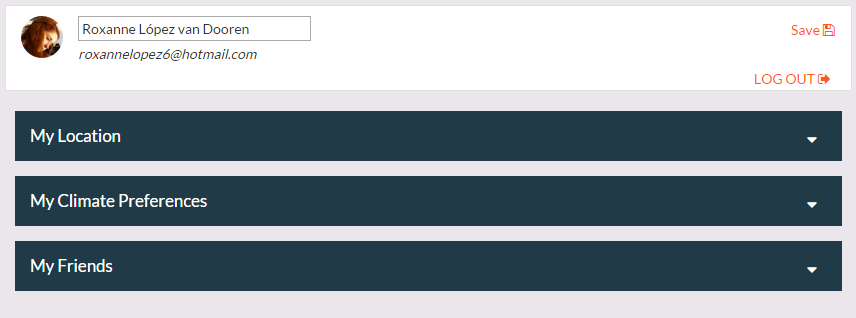 Roxanne López van Dooren
Save
roxannelopez6@hotmail.com
LOG OUT
My Location
My Climate Preferences
My Friends